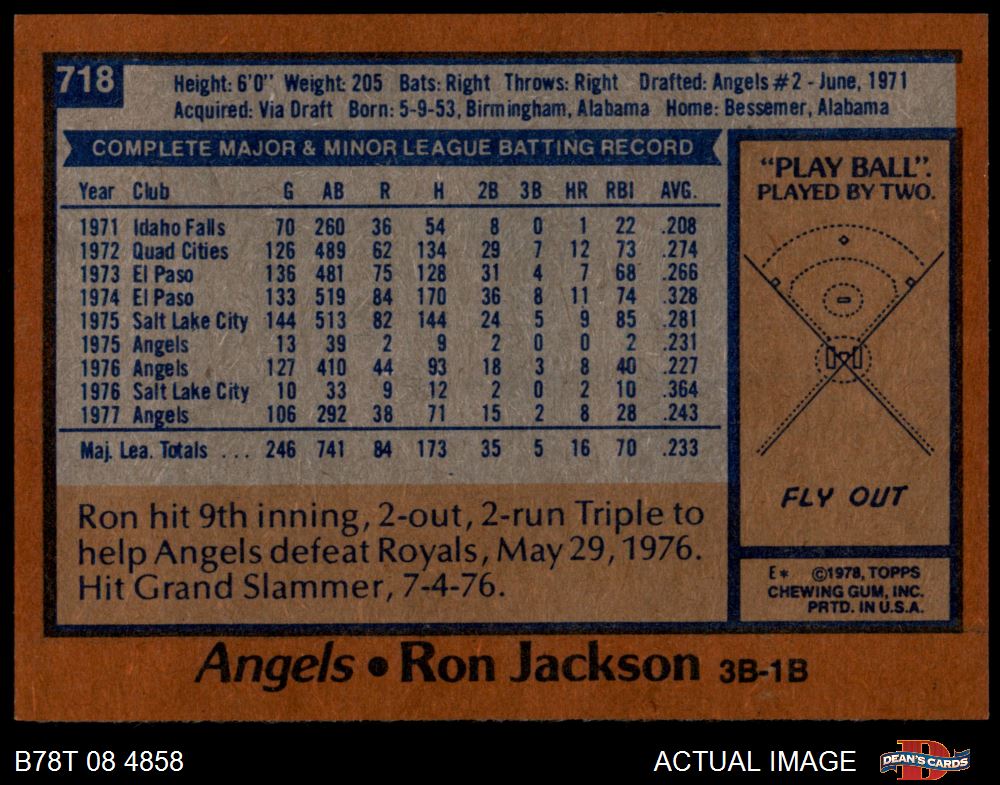 718
Height: 6'0" Weight: 205 Bats: Right Throws: Right Drafted: Angels #2 - June, 1971
Acquired: Via Draft Born: 5-9-53, Birmingham, Alabama Home: Bessemer, Alabama
COMPLETE MAJOR & MINOR LEAGUE BATTING RECORD
Year Club G AB R H 2B 3B HR RBI AVG.
1971 Idaho Falls 70 260 36 54 8 0 1 22 .208
1972 Quad Cities 126 489 62 134 29 7 12 73 .274
1973 El Paso 136 481 75 128 31 4 7 68 .266
1974 El Paso 133 519 84 170 36 8 11 74 .328
1975 Salt Lake City 144 513 82 144 24 5 9 85 .281
1975 Angels 13 39 2 9 2 0 0 2 .231
1976 Angels 127 410 44 93 18 3 8 40 .227
1976 Salt Lake City 10 33 9 12 2 0 2 10 .364
1977 Angels 106 292 38 71 15 2 8 28 .243
Maj. Lea. Totals ... 246 741 84 173 35 5 16 70 .233
Ron hit 9th inning, 2-out, 2-run Triple to
help Angels defeat Royals, May 29, 1976.
Hit Grand Slammer, 7-4-76.
"PLAY BALL".
PLAYED BY TWO.
FLY OUT
E* ©1978, TOPPS
CHEWING GUM, INC.
PRTD. IN U.S.A.
Angels • Ron Jackson 3B-1B
B78T 08 4858
ACTUAL IMAGE
D
DEAN'S CARDS